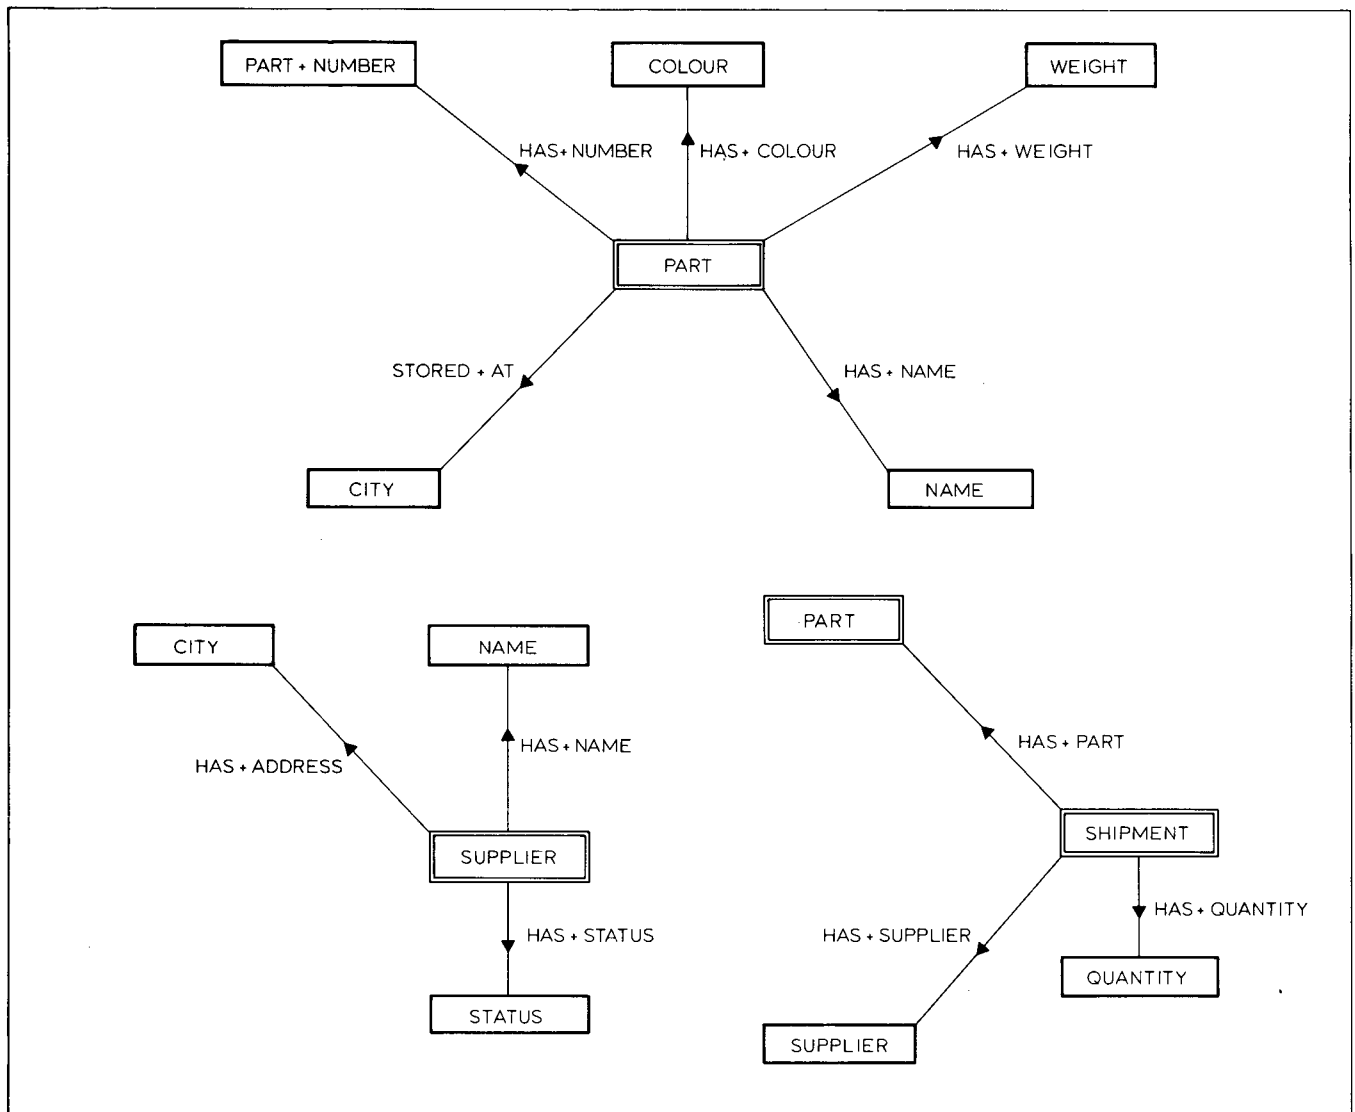 PART + NUMBER
COLOUR
WEIGHT
HAS + NUMBER
HAS + COLOUR
HAS + WEIGHT
PART
STORED + AT
HAS + NAME
CITY
NAME
CITY
NAME
PART
HAS + ADDRESS
HAS + NAME
HAS + PART
SUPPLIER
SHIPMENT
HAS + STATUS
HAS + SUPPLIER
HAS + QUANTITY
STATUS
QUANTITY
SUPPLIER